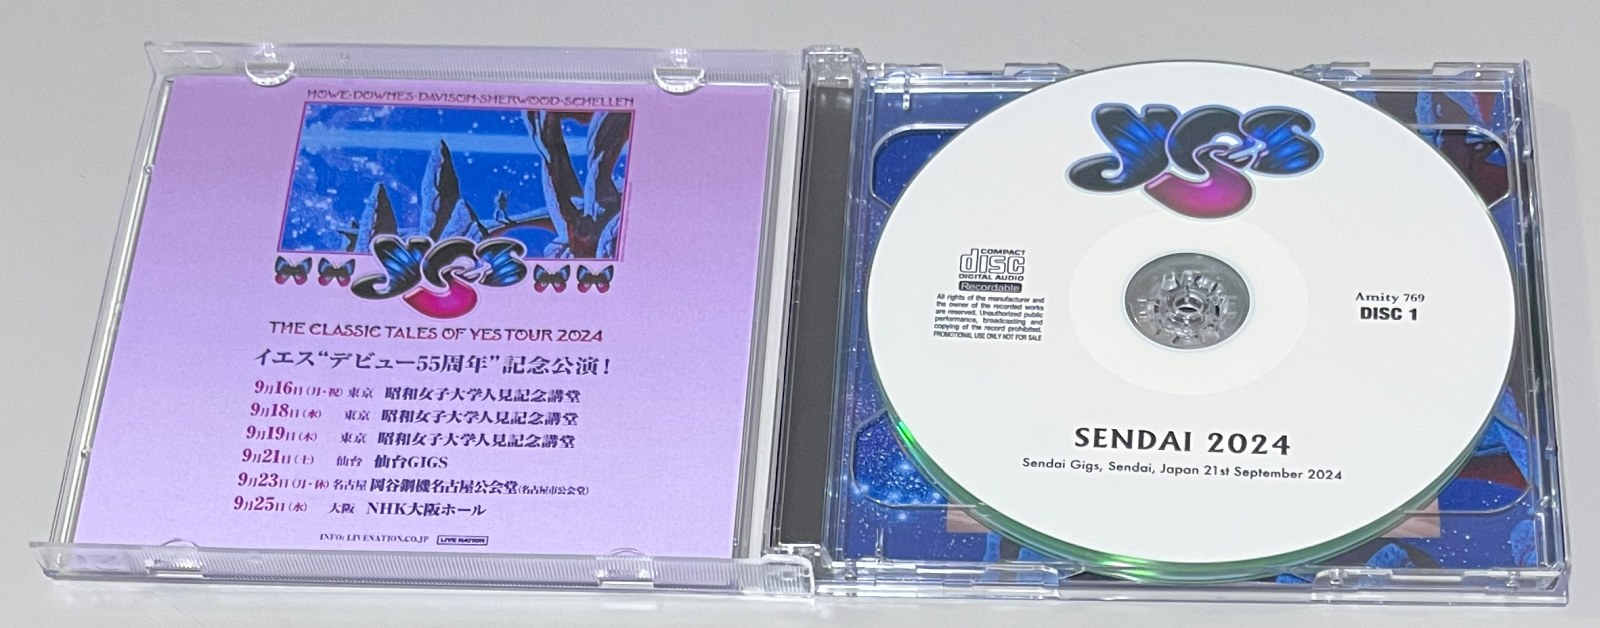 HOWE·DOWNES·DAVISON·SHERWOOD·SCHELLEN
YES
THE CLASSIC TALES OF YES TOUR 2024
イエス“デビュー55周年”記念公演!
9月16日(月・祝) 東京 昭和女子大学人見記念講堂
9月18日(水) 東京 昭和女子大学人見記念講堂
9月19日(木) 東京 昭和女子大学人見記念講堂
9月21日(土) 仙台 仙台GIGS
9月23日(月・休) 名古屋 岡谷鋼機名古屋公会堂(名古屋市公会堂)
9月25日(水) 大阪 NHK大阪ホール
INFO: LIVENATION.CO.JP LIVE NATION
YES
COMPACT
disc
DIGITAL AUDIO
Recordable
All rights of the manufacturer and
the owner of the recorded works
are reserved. Unauthorized public
performance, broadcasting and
copying of the record prohibited.
PROMOTIONAL USE ONLY NOT FOR SALE
Amity 769
DISC 1
SENDAI 2024
Sendai Gigs, Sendai, Japan 21st September 2024